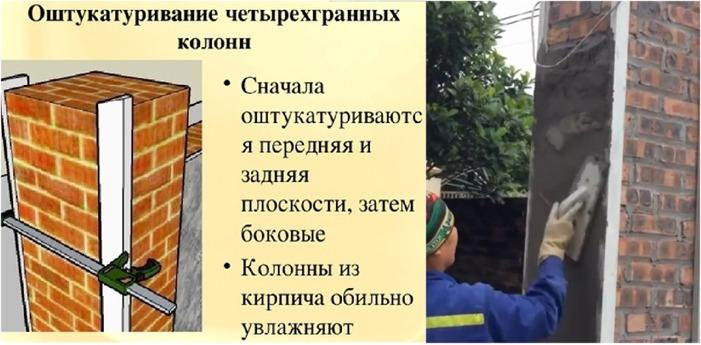 Оштукатуривание четырехгранных
колонн
• Сначала
оштукатуриваютс
я передняя и
задняя
плоскости, затем
боковые
• Колонны из
кирпича обильно
увлажняют